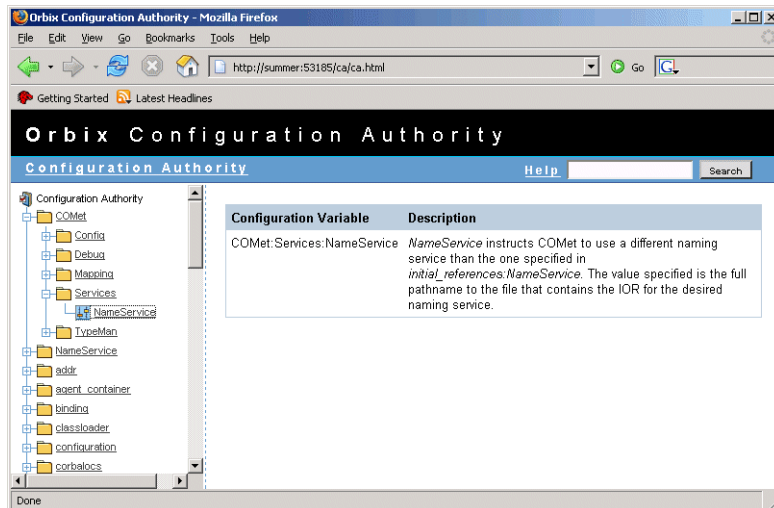 Orbix Configuration Authority - Mozilla Firefox
File Edit View Go Bookmarks Tools Help
http://summer:53185/ca/ca.html Go G
Getting Started Latest Headlines
Orbix Configuration Authority
Configuration Authority Help Search
Configuration Authority
COMet
Config
Debug
Mapping
Services
NameService
TypeMan
NameService
addr
agent_container
binding
classloader
configuration
corbalocs
Configuration Variable Description
COMet:Services:NameService NameService instructs COMet to use a different naming
service than the one specified in
initial_references:NameService. The value specified is the full
pathname to the file that contains the IOR for the desired
naming service.
Done